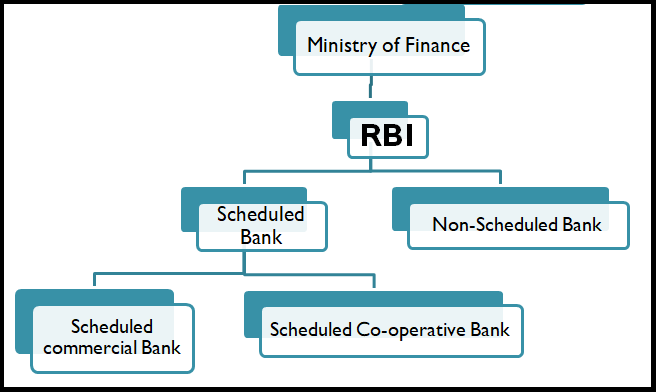 Ministry of Finance
RBI
Scheduled
Bank
Non-Scheduled Bank
Scheduled
commercial Bank
Scheduled Co-operative Bank